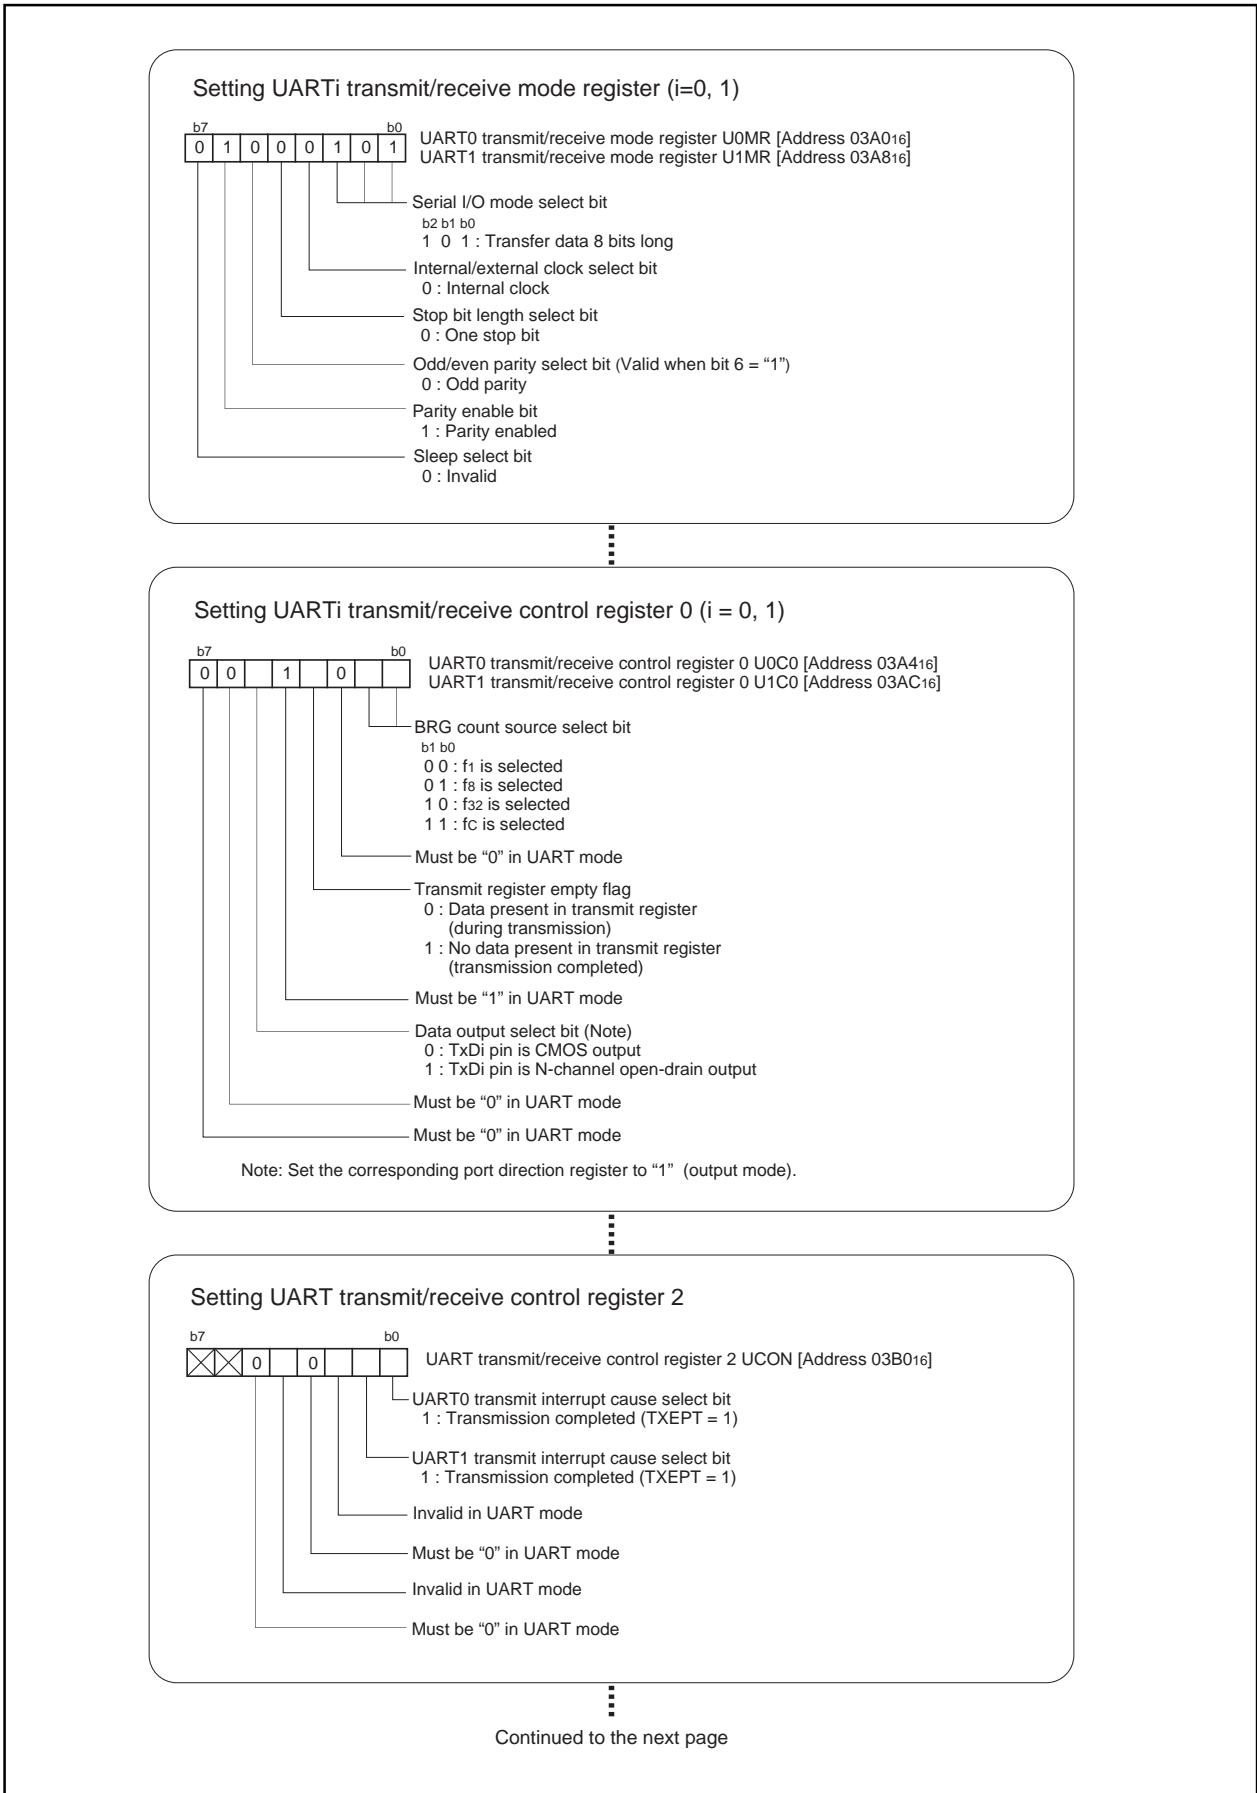 Setting UARTi transmit/receive mode register (i=0, 1)
b7 b0
0 1 0 0 0 1 0 1
UART0 transmit/receive mode register U0MR [Address 03A016]
UART1 transmit/receive mode register U1MR [Address 03A816]
Serial I/O mode select bit
b2 b1 b0
1 0 1 : Transfer data 8 bits long
Internal/external clock select bit
0 : Internal clock
Stop bit length select bit
0 : One stop bit
Odd/even parity select bit (Valid when bit 6 = “1”)
0 : Odd parity
Parity enable bit
1 : Parity enabled
Sleep select bit
0 : Invalid
Setting UARTi transmit/receive control register 0 (i = 0, 1)
b7 b0
0 0 1 0
UART0 transmit/receive control register 0 U0C0 [Address 03A416]
UART1 transmit/receive control register 0 U1C0 [Address 03AC16]
BRG count source select bit
b1 b0
0 0 : f1 is selected
0 1 : f8 is selected
1 0 : f32 is selected
1 1 : fC is selected
Must be “0” in UART mode
Transmit register empty flag
0 : Data present in transmit register
(during transmission)
1 : No data present in transmit register
(transmission completed)
Must be “1” in UART mode
Data output select bit (Note)
0 : TxDi pin is CMOS output
1 : TxDi pin is N-channel open-drain output
Must be “0” in UART mode
Must be “0” in UART mode
Note: Set the corresponding port direction register to “1” (output mode).
Setting UART transmit/receive control register 2
b7 b0
0 0
UART transmit/receive control register 2 UCON [Address 03B016]
UART0 transmit interrupt cause select bit
1 : Transmission completed (TXEPT = 1)
UART1 transmit interrupt cause select bit
1 : Transmission completed (TXEPT = 1)
Invalid in UART mode
Must be “0” in UART mode
Invalid in UART mode
Must be “0” in UART mode
Continued to the next page